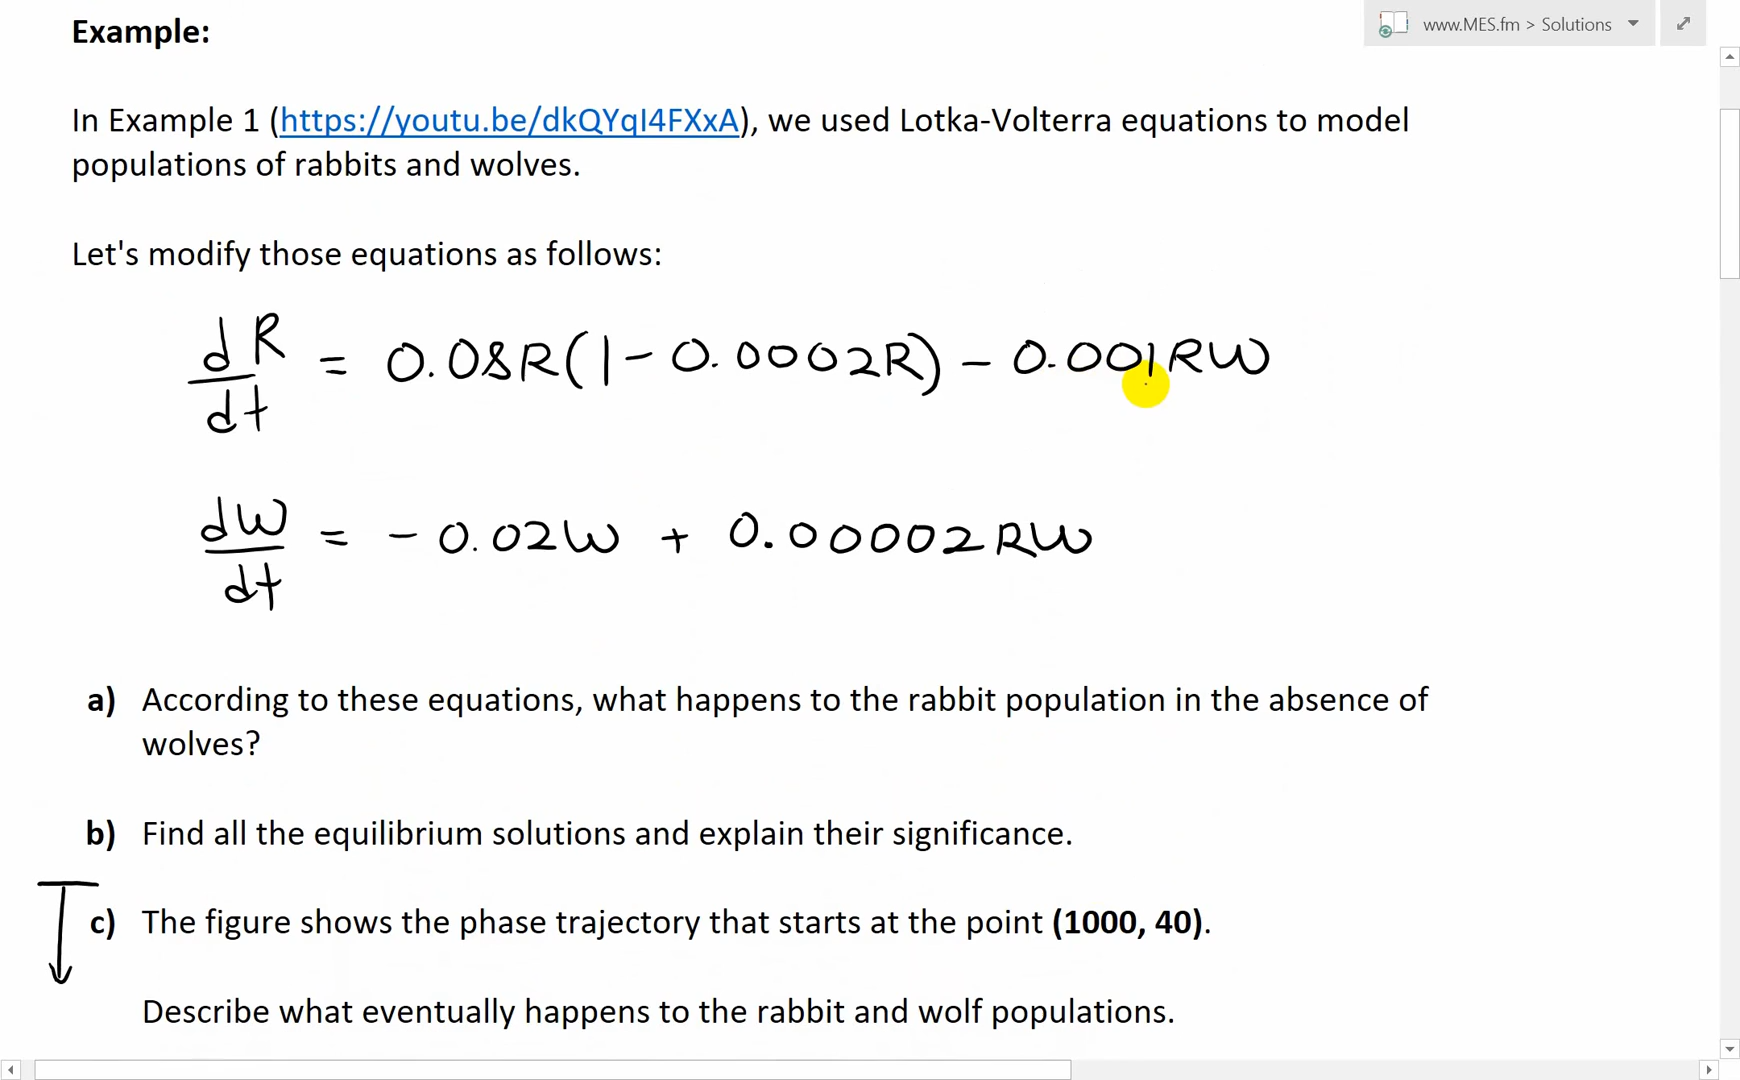 Example:
www.MES.fm > Solutions
In Example 1 (https://youtu.be/dkQYqI4FXxA), we used Lotka-Volterra equations to model
populations of rabbits and wolves.
Let's modify those equations as follows:
dR/dt = 0.08R(1 - 0.0002R) - 0.001RW
dW/dt = - 0.02W + 0.00002RW
a) According to these equations, what happens to the rabbit population in the absence of
wolves?
b) Find all the equilibrium solutions and explain their significance.
c) The figure shows the phase trajectory that starts at the point (1000, 40).
Describe what eventually happens to the rabbit and wolf populations.